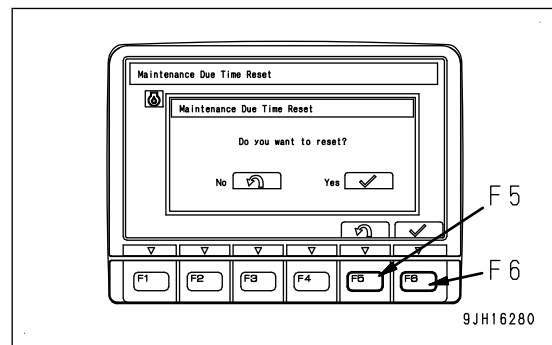 Maintenance Due Time Reset
Maintenance Due Time Reset
Do you want to reset?
No Yes
F5
F1 F2 F3 F4 F5 F6
F6
9JH16280